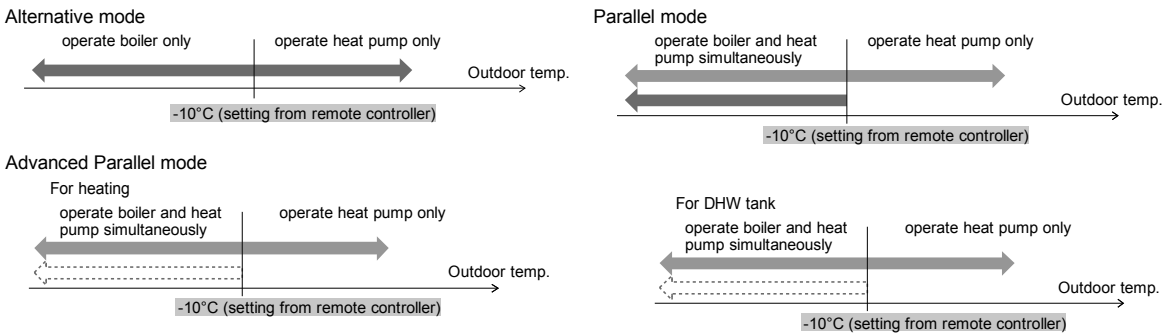 Alternative mode
operate boiler only
operate heat pump only
Outdoor temp.
-10°C (setting from remote controller)
Parallel mode
operate boiler and heat
pump simultaneously
operate heat pump only
Outdoor temp.
-10°C (setting from remote controller)
Advanced Parallel mode
For heating
operate boiler and heat
pump simultaneously
operate heat pump only
Outdoor temp.
-10°C (setting from remote controller)
For DHW tank
operate boiler and heat
pump simultaneously
operate heat pump only
Outdoor temp.
-10°C (setting from remote controller)